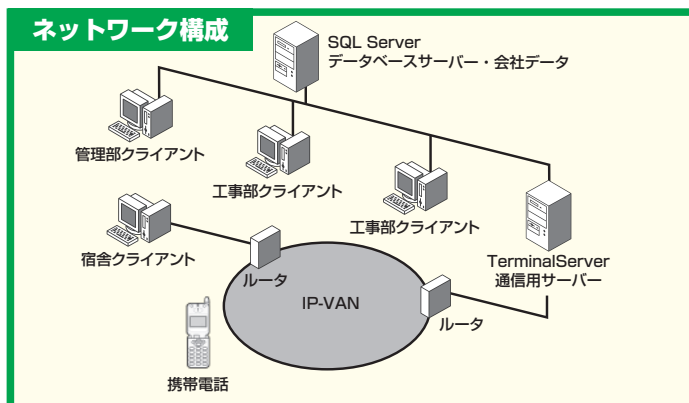 ネットワーク構成
SQL Server
データベースサーバー・会社データ
管理部クライアント
工事部クライアント
工事部クライアント
宿舎クライアント
TerminalServer
通信用サーバー
ルータ
IP-VAN
ルータ
携帯電話